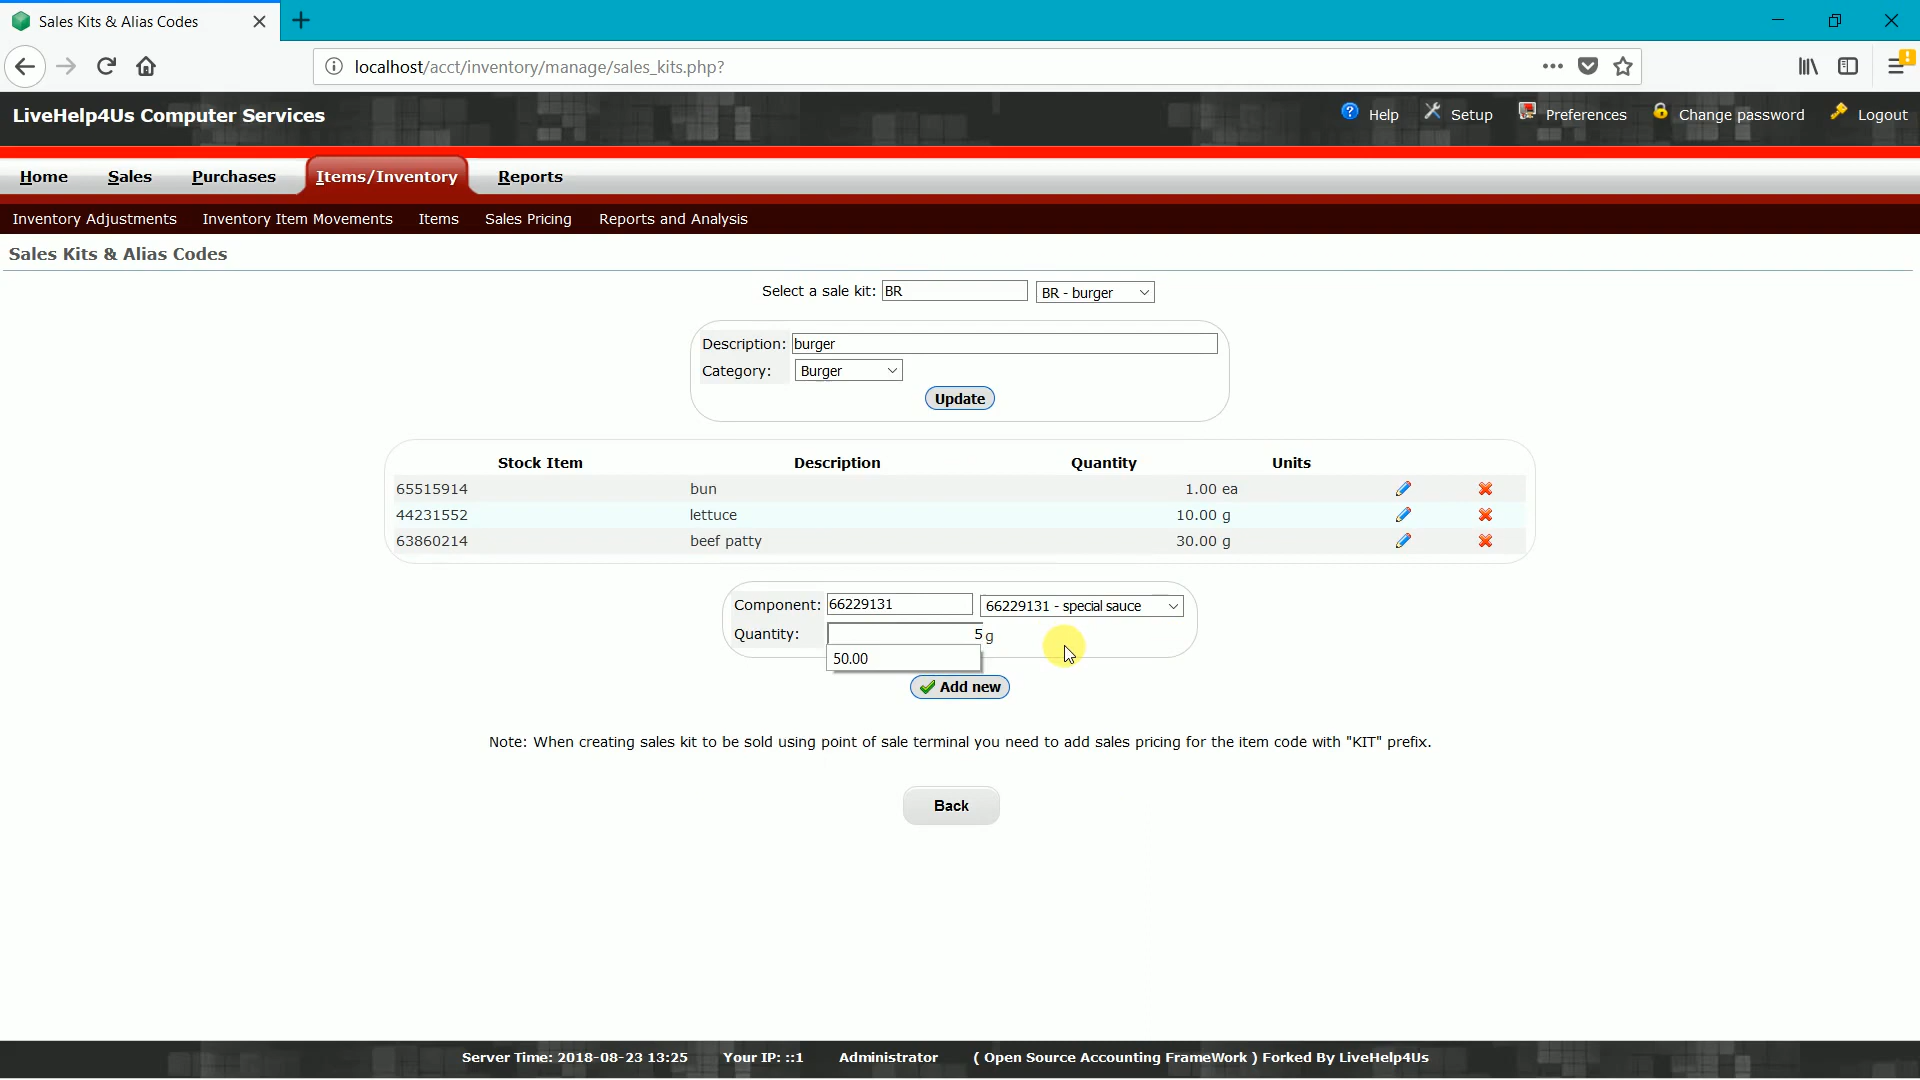 Sales Kits & Alias Codes
localhost/acct/inventory/manage/sales_kits.php?
LiveHelp4Us Computer Services
Help
Setup
Preferences
Change password
Logout
Home
Sales
Purchases
Items/Inventory
Reports
Inventory Adjustments
Inventory Item Movements
Items
Sales Pricing
Reports and Analysis
Sales Kits & Alias Codes
Select a sale kit: BR BR - burger
Description: burger
Category: Burger
Update
Stock Item Description Quantity Units
65515914 bun 1.00 ea
44231552 lettuce 10.00 g
63860214 beef patty 30.00 g
Component: 66229131 66229131 - special sauce
Quantity: 5 g
50.00
Add new
Note: When creating sales kit to be sold using point of sale terminal you need to add sales pricing for the item code with "KIT" prefix.
Back
Server Time: 2018-08-23 13:25 Your IP: ::1 Administrator ( Open Source Accounting FrameWork ) Forked By LiveHelp4Us